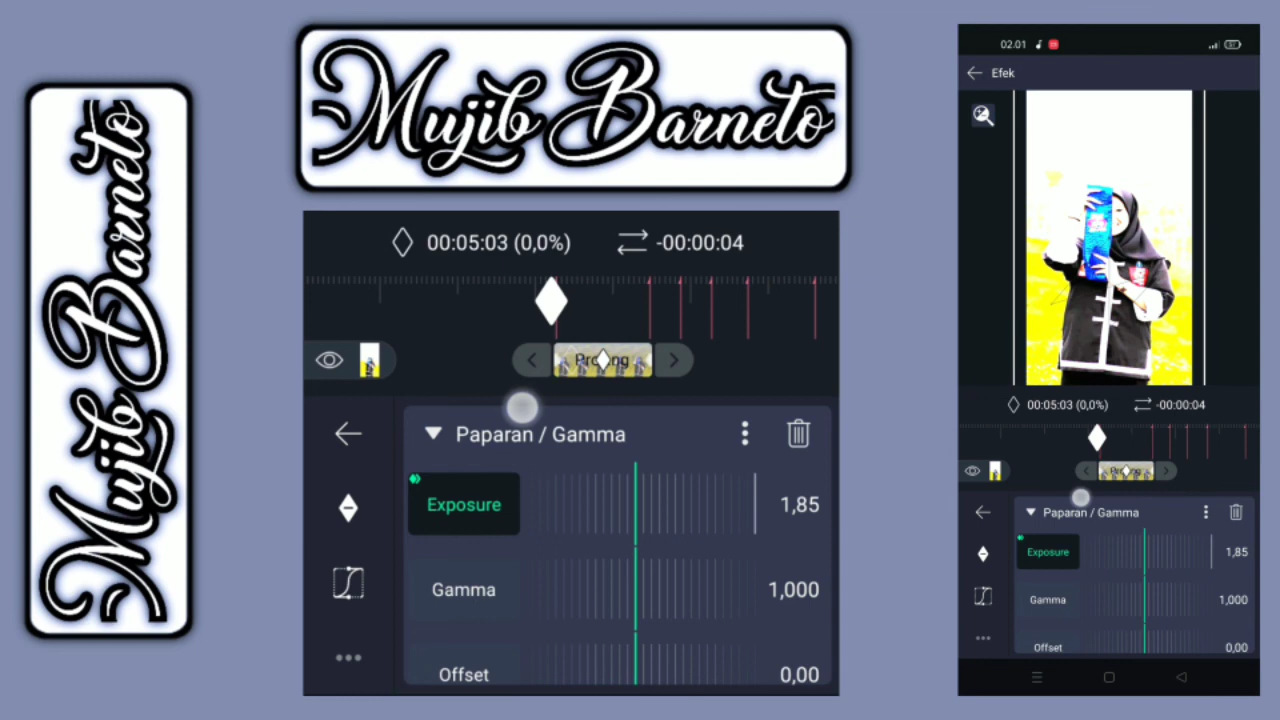 Mujib Barneto
Mujib Barneto
00:05:03 (0,0%)
-00:00:04
Paparan / Gamma
Exposure
1,85
Gamma
1,000
Offset
0,00
02.01
Efek
00:05:03 (0,0%)
-00:00:04
Paparan / Gamma
Exposure
1,85
Gamma
1,000
Offset
0,00